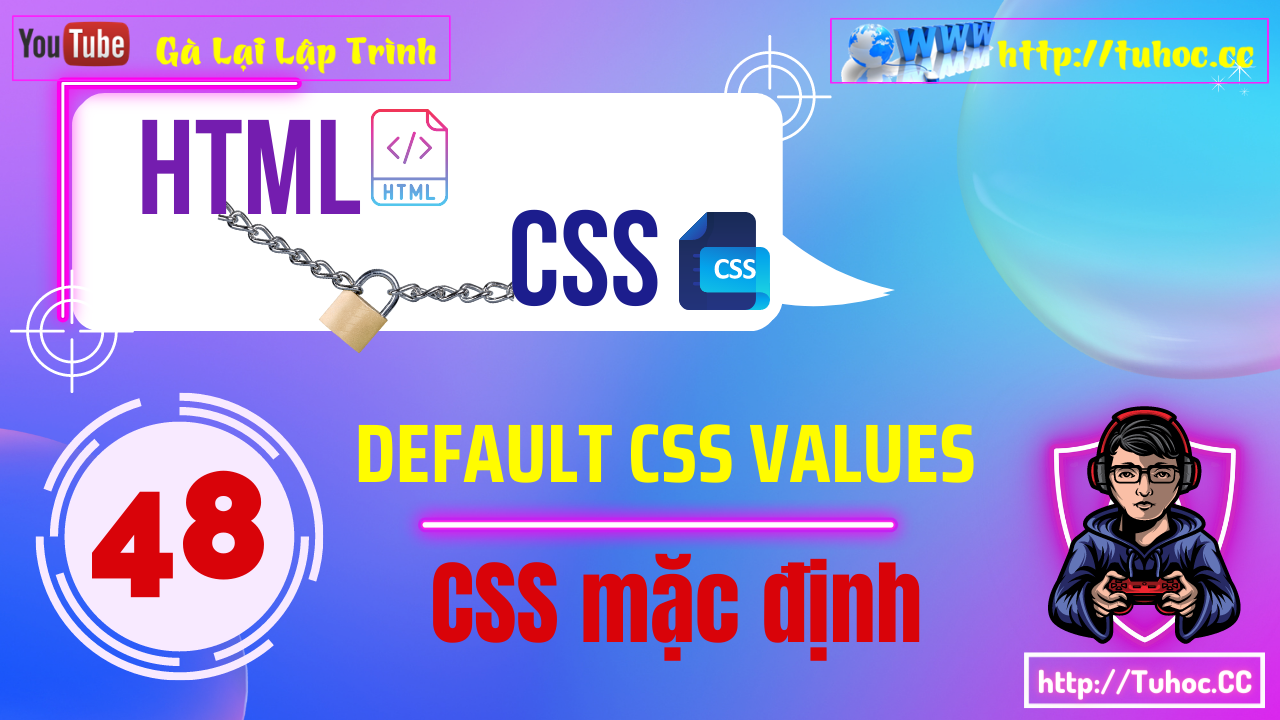 YouTube Gà Lại Lập Trình
WWW http://tuhoc.cc
HTML
</>
HTML
CSS
CSS
48
DEFAULT CSS VALUES
CSS mặc định
http://Tuhoc.CC